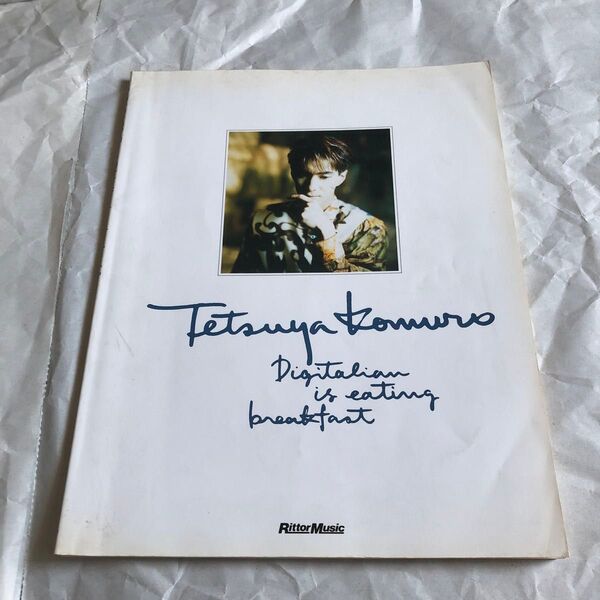 Tetsuya Komuro
Digitalian
is eating
breakfast
RittorMusic